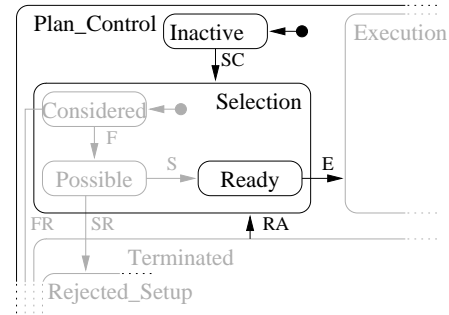 Plan_Control
Inactive
Execution
SC
Selection
Considered
F
Possible
S
Ready
E
FR
SR
RA
Terminated
Rejected_Setup